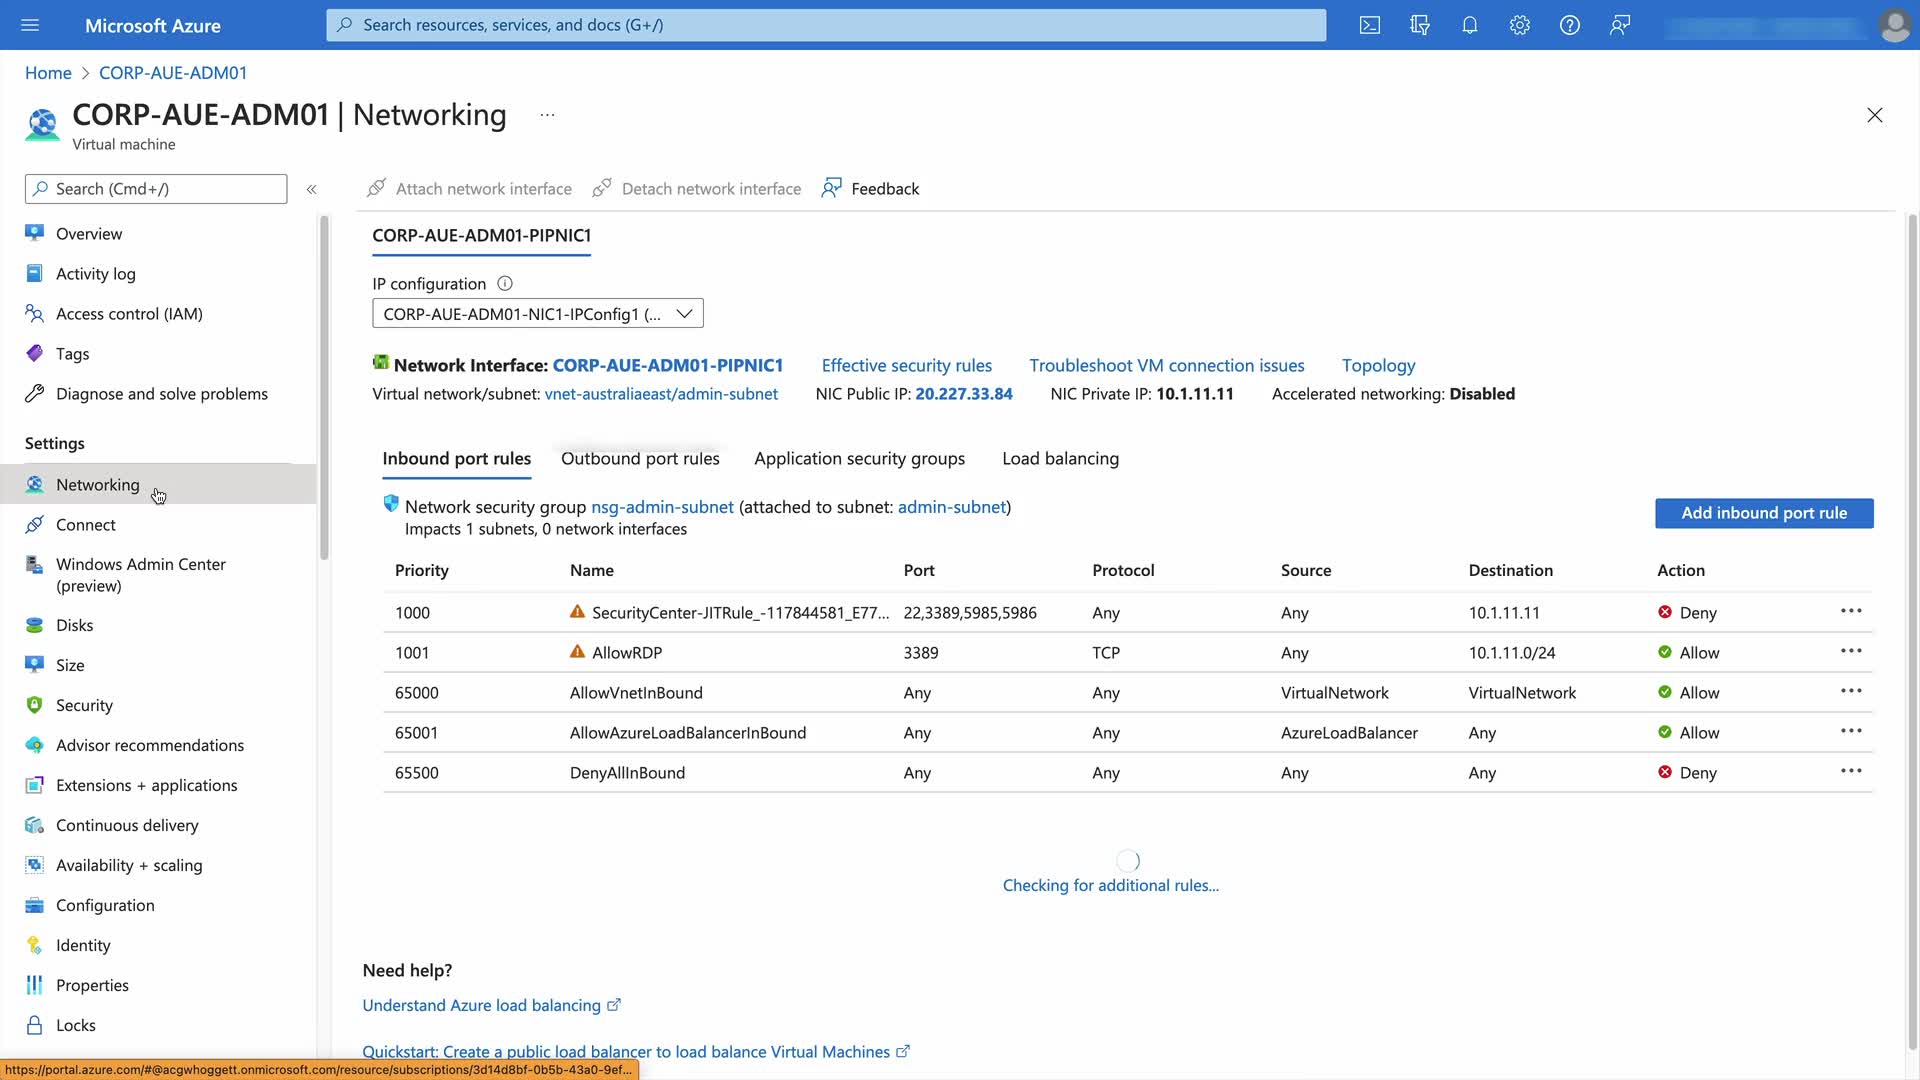 Microsoft Azure
Search resources, services, and docs (G+/)
Home > CORP-AUE-ADM01
CORP-AUE-ADM01 | Networking ...
Virtual machine
Search (Cmd+/)
«
Attach network interface
Detach network interface
Feedback
Overview
Activity log
Access control (IAM)
Tags
Diagnose and solve problems
Settings
Networking
Connect
Windows Admin Center
(preview)
Disks
Size
Security
Advisor recommendations
Extensions + applications
Continuous delivery
Availability + scaling
Configuration
Identity
Properties
Locks
CORP-AUE-ADM01-PIPNIC1
IP configuration
CORP-AUE-ADM01-NIC1-IPConfig1 (...
Network Interface: CORP-AUE-ADM01-PIPNIC1 Effective security rules Troubleshoot VM connection issues Topology
Virtual network/subnet: vnet-australiaeast/admin-subnet NIC Public IP: 20.227.33.84 NIC Private IP: 10.1.11.11 Accelerated networking: Disabled
Inbound port rules Outbound port rules Application security groups Load balancing
Network security group nsg-admin-subnet (attached to subnet: admin-subnet)
Impacts 1 subnets, 0 network interfaces
Add inbound port rule
Priority Name Port Protocol Source Destination Action
1000 SecurityCenter-JITRule_-117844581_E77... 22,3389,5985,5986 Any Any 10.1.11.11 Deny ...
1001 AllowRDP 3389 TCP Any 10.1.11.0/24 Allow ...
65000 AllowVnetInBound Any Any VirtualNetwork VirtualNetwork Allow ...
65001 AllowAzureLoadBalancerInBound Any Any AzureLoadBalancer Any Allow ...
65500 DenyAllInBound Any Any Any Any Deny ...
Checking for additional rules...
Need help?
Understand Azure load balancing
Quickstart: Create a public load balancer to load balance Virtual Machines
https://portal.azure.com/#@acgwhoggett.onmicrosoft.com/resource/subscriptions/3d14d8bf-0b5b-43a0-9ef...